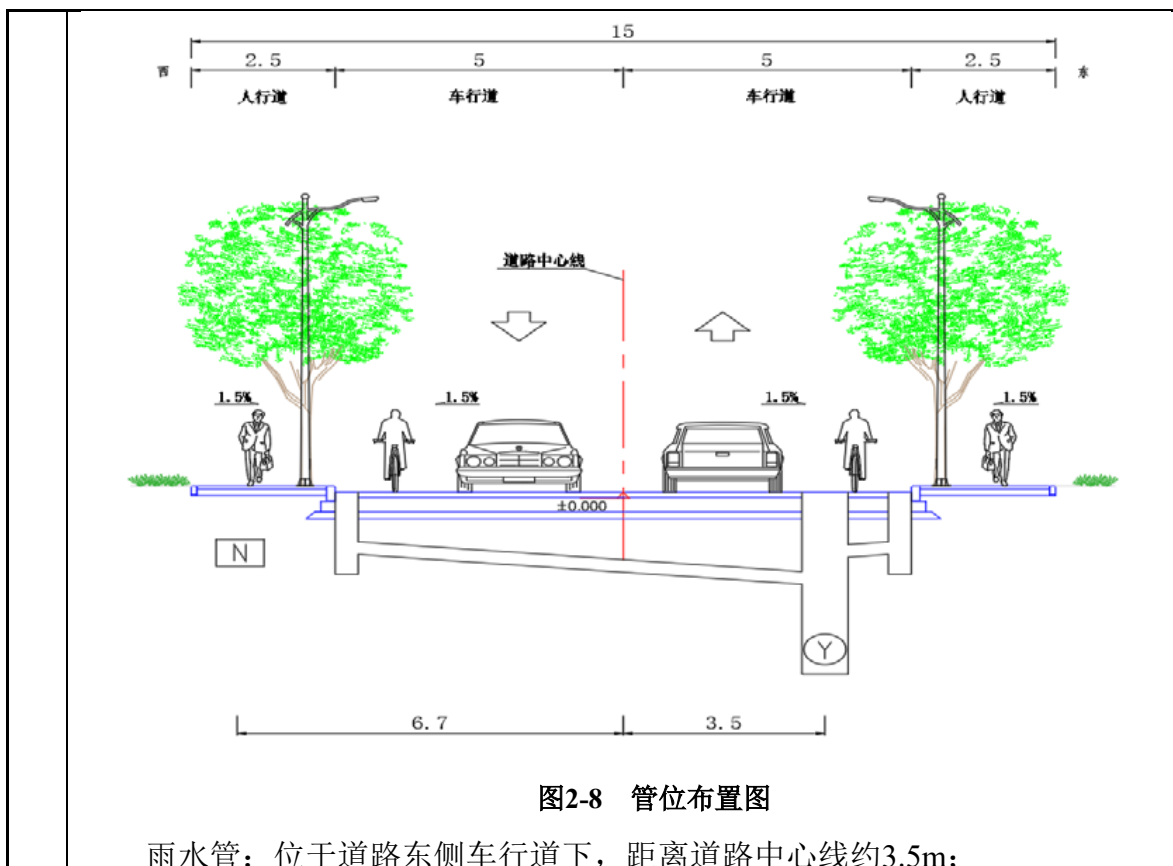 15
西 2.5 5 5 2.5 东
人行道 车行道 车行道 人行道
道路中心线
1.5% 1.5% 1.5% 1.5%
±0.000
N
Y
6.7 3.5
图2-8 管位布置图
雨水管：位于道路东侧车行道下，距离道路中心线约3.5m；